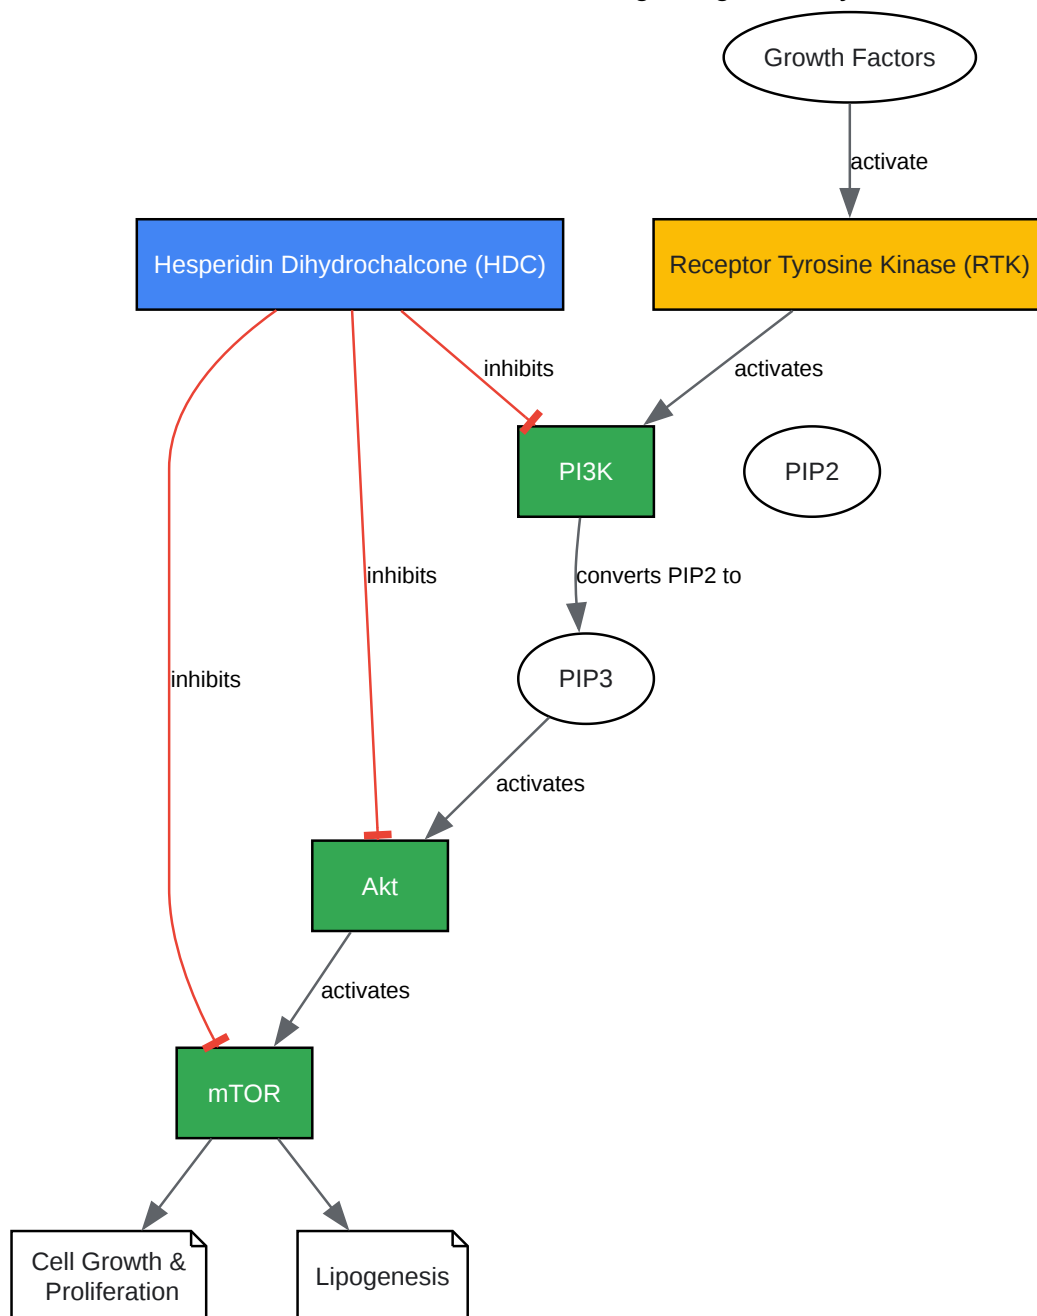 Growth Factors
activate
Hesperidin Dihydrochalcone (HDC)
Receptor Tyrosine Kinase (RTK)
inhibits
activates
PI3K
PIP2
inhibits
converts PIP2 to
inhibits
PIP3
activates
Akt
activates
mTOR
Cell Growth &
Proliferation
Lipogenesis